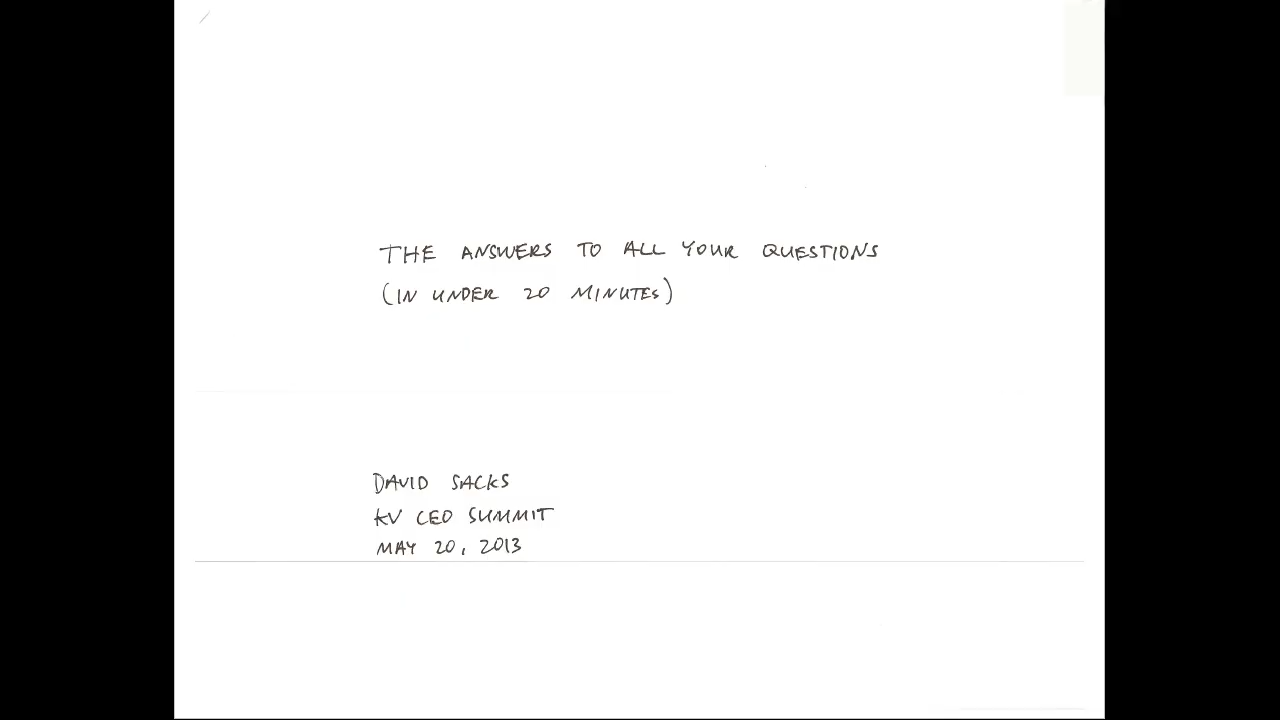 THE ANSWERS TO ALL YOUR QUESTIONS
(IN UNDER 20 MINUTES)
DAVID SACKS
KV CEO SUMMIT
MAY 20, 2013